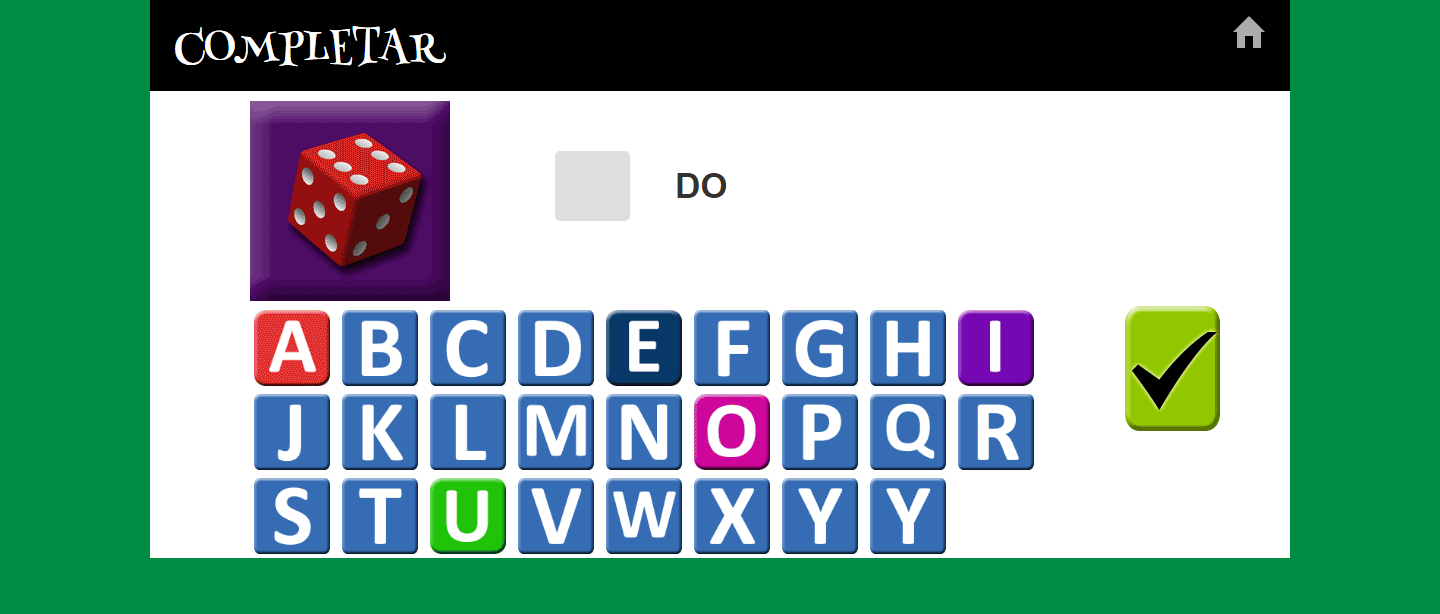 COMPLETAR
DO
A B C D E F G H I
J K L M N O P Q R
S T U V W X Y Y